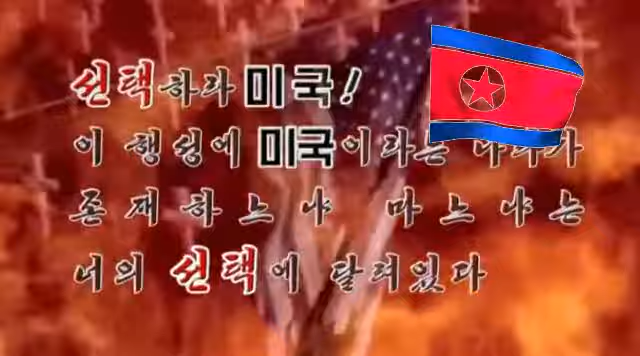 선택하라 미국!
이 행성에 미국이라는 나라가
존재하느냐 마느냐는
너의 선택에 달려있다